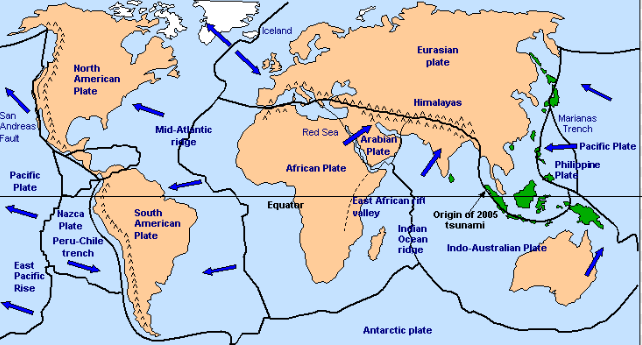 Iceland
Eurasian
plate
North
American
Plate
Himalayas
San
Andreas
Fault
Mid-Atlantic
ridge
Red Sea
Arabian
Plate
Marianas
Trench
Pacific Plate
Philippine
Plate
African Plate
Pacific
Plate
Nazca
Plate
Peru-Chile
trench
South
American
Plate
Equator
East African rif
valley
Origin of 2005
tsunami
Indian
Ocean
ridge
Indo-Australian Plate
East
Pacific
Rise
Antarctic plate